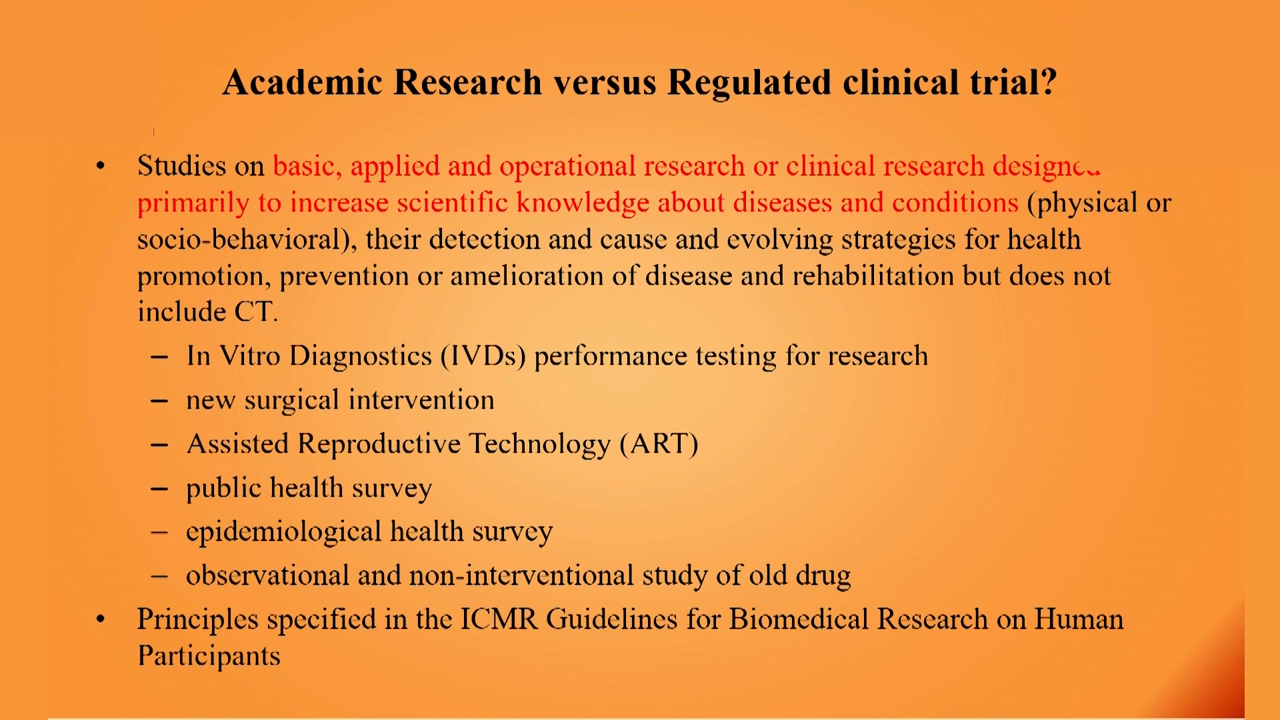 Academic Research versus Regulated clinical trial?
• Studies on basic, applied and operational research or clinical research designed
primarily to increase scientific knowledge about diseases and conditions (physical or
socio-behavioral), their detection and cause and evolving strategies for health
promotion, prevention or amelioration of disease and rehabilitation but does not
include CT.
– In Vitro Diagnostics (IVDs) performance testing for research
– new surgical intervention
– Assisted Reproductive Technology (ART)
– public health survey
– epidemiological health survey
– observational and non-interventional study of old drug
• Principles specified in the ICMR Guidelines for Biomedical Research on Human
Participants